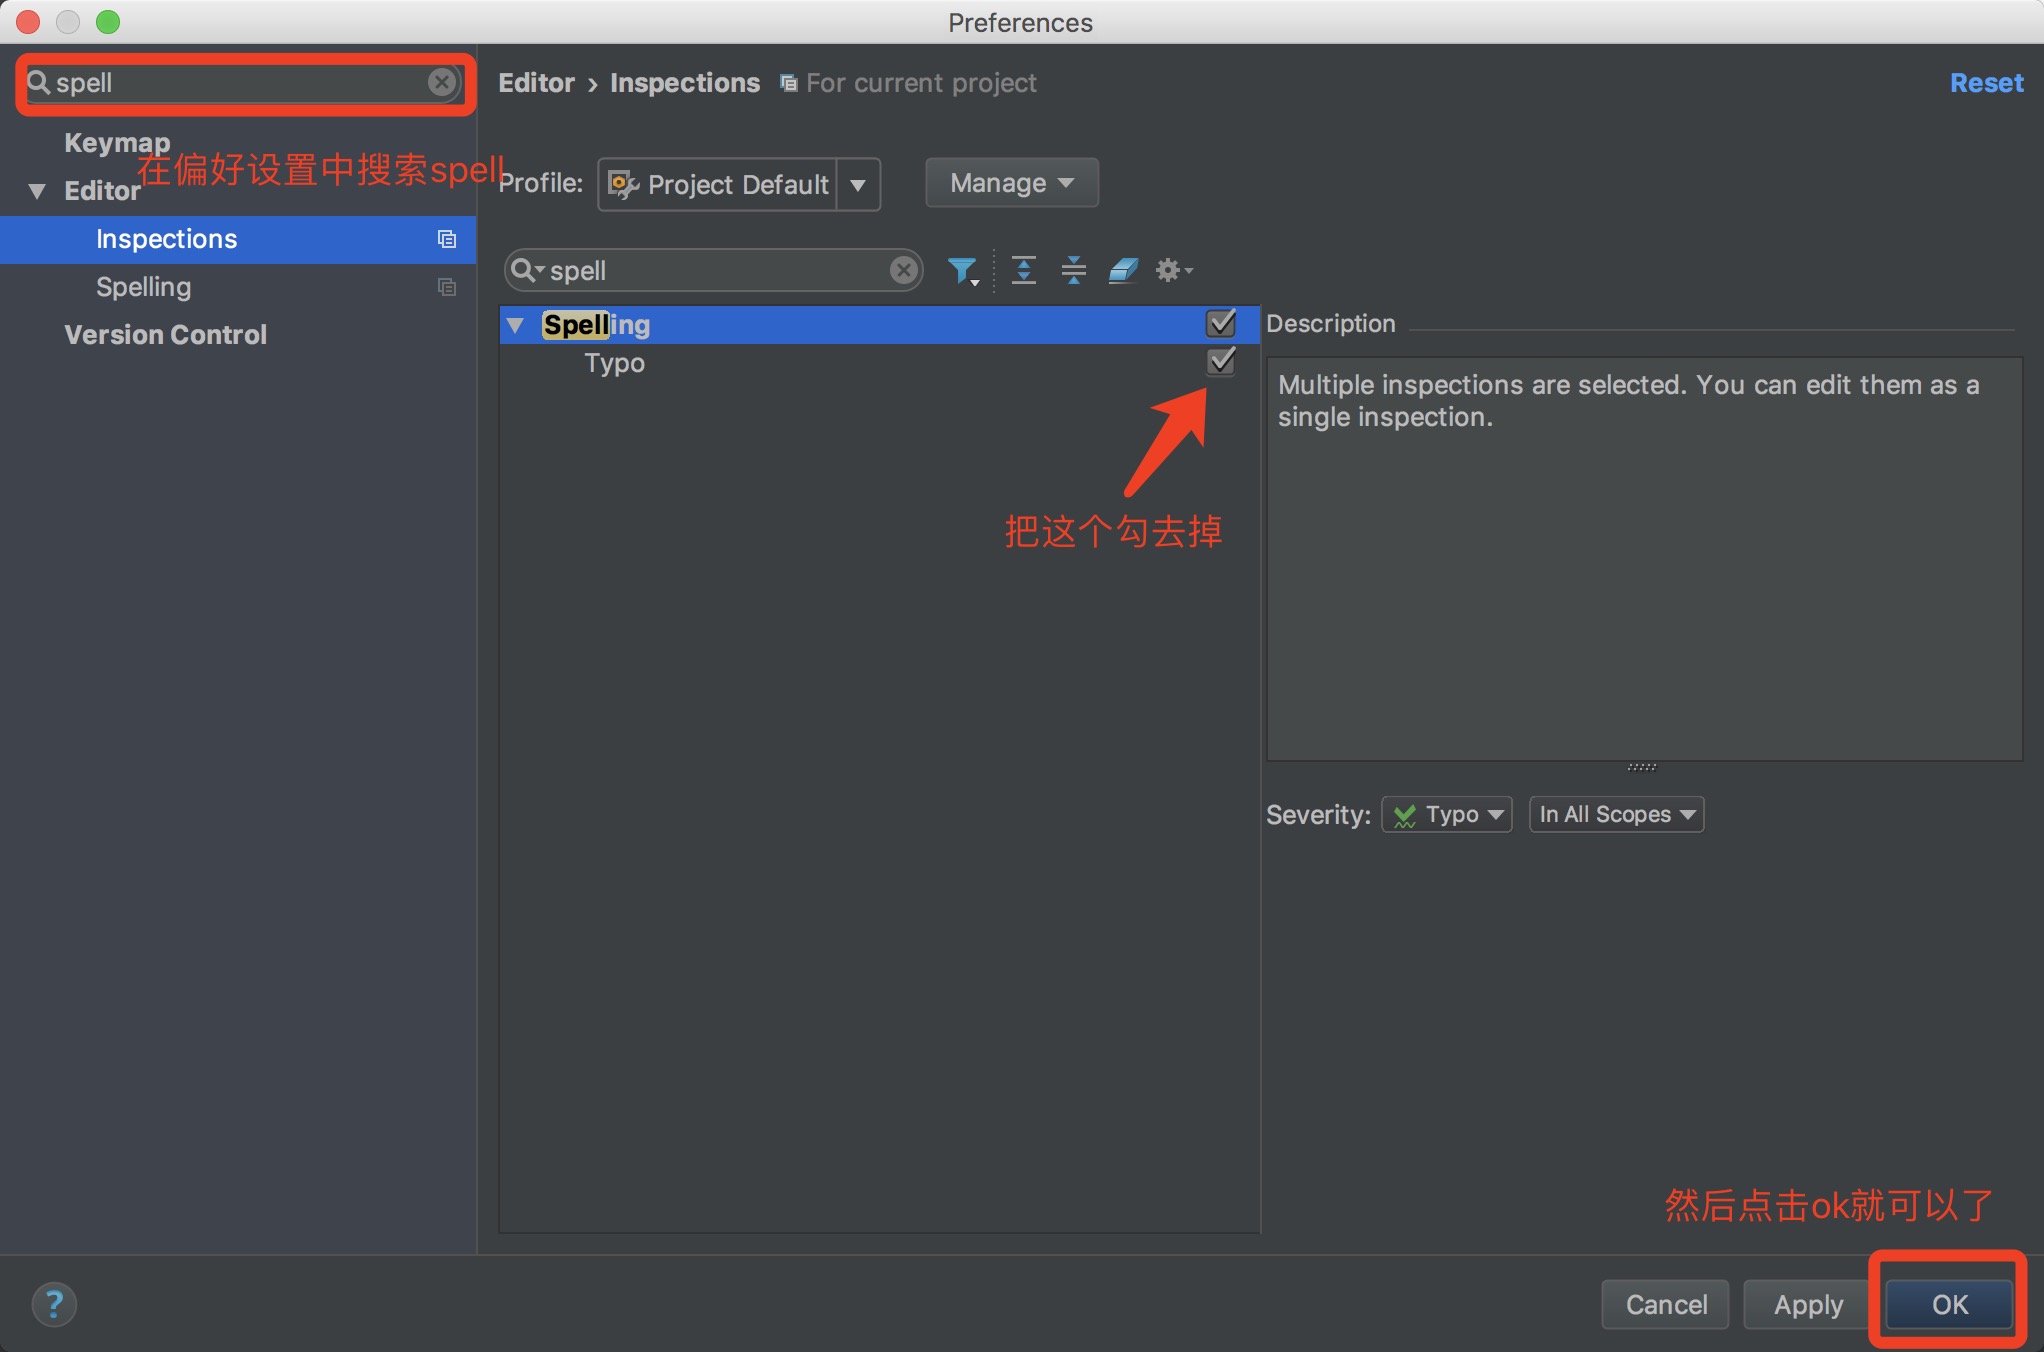 Preferences
spell
Keymap
在偏好设置中搜索spell
Editor
Inspections
Spelling
Version Control
Editor › Inspections For current project
Reset
Profile: Project Default Manage
spell
Spelling
Typo
把这个勾去掉
Description
Multiple inspections are selected. You can edit them as a
single inspection.
Severity: Typo In All Scopes
然后点击ok就可以了
? Cancel Apply OK